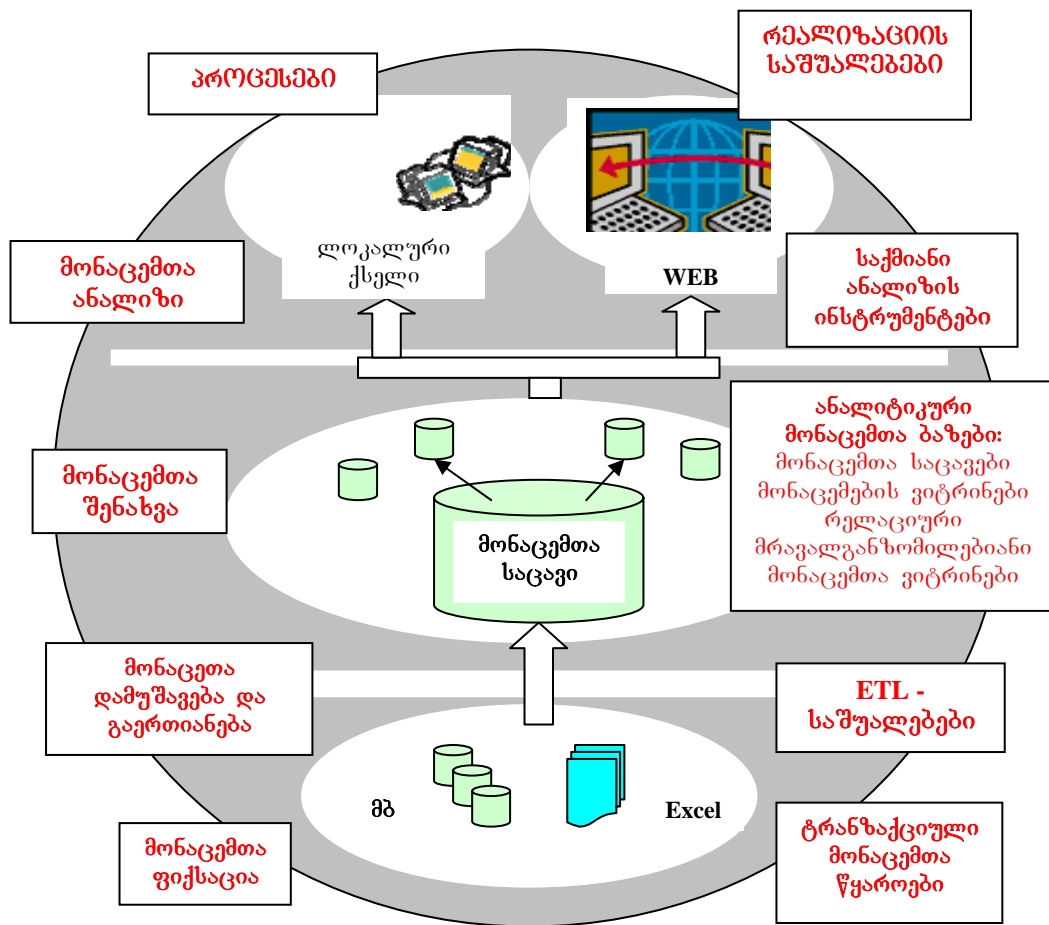 პროცესები
რეალიზაციის
საშუალებები
ლოკალური
ქსელი
WEB
მონაცემთა
ანალიზი
საქმიანი
ანალიზის
ინსტრუმენტები
ანალიტიკური
მონაცემთა ბაზები:
მონაცემთა საცავები
მონაცემების ვიტრინები
რელაციური
მრავალგანზომილებიანი
მონაცემთა ვიტრინები
მონაცემთა
შენახვა
მონაცემთა
საცავი
მონაცეთა
დამუშავება და
გაერთიანება
ETL -
საშუალებები
მბ
Excel
მონაცემთა
ფიქსაცია
ტრანზაქციული
მონაცემთა
წყაროები